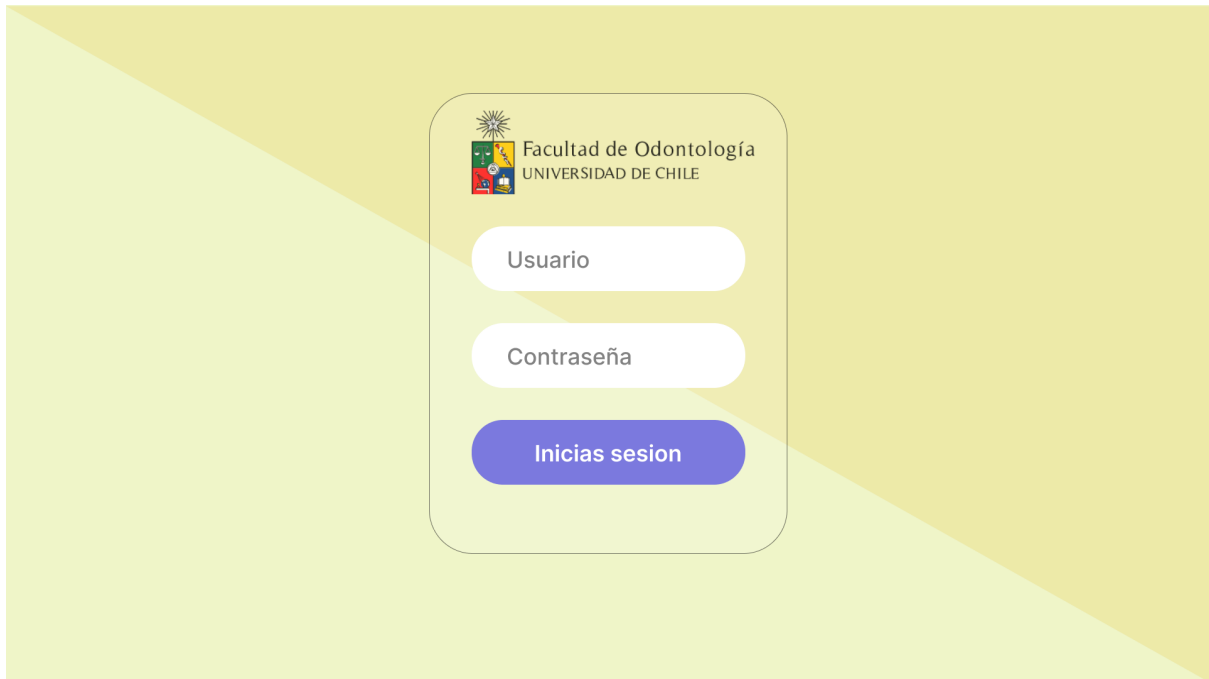 Facultad de Odontología
UNIVERSIDAD DE CHILE
Usuario
Contraseña
Inicias sesion